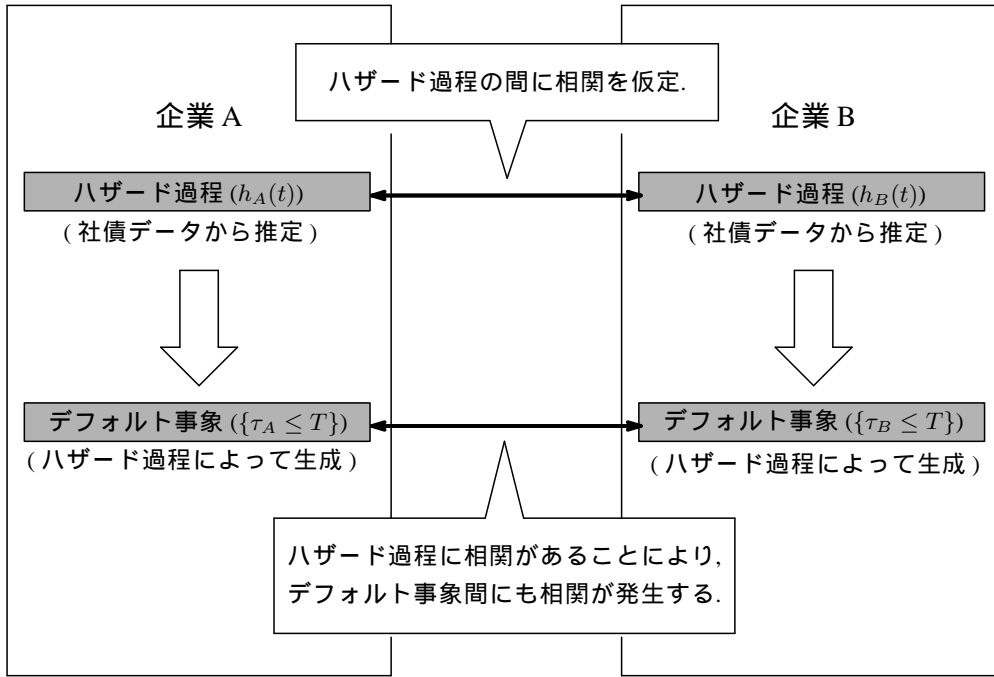 ハザード過程の間に相関を仮定.
企業 A
企業 B
ハザード過程 (h_A(t))
ハザード過程 (h_B(t))
( 社債データから推定 )
( 社債データから推定 )
デフォルト事象 ({τ_A ≤ T})
デフォルト事象 ({τ_B ≤ T})
( ハザード過程によって生成 )
( ハザード過程によって生成 )
ハザード過程に相関があることにより,
デフォルト事象間にも相関が発生する.